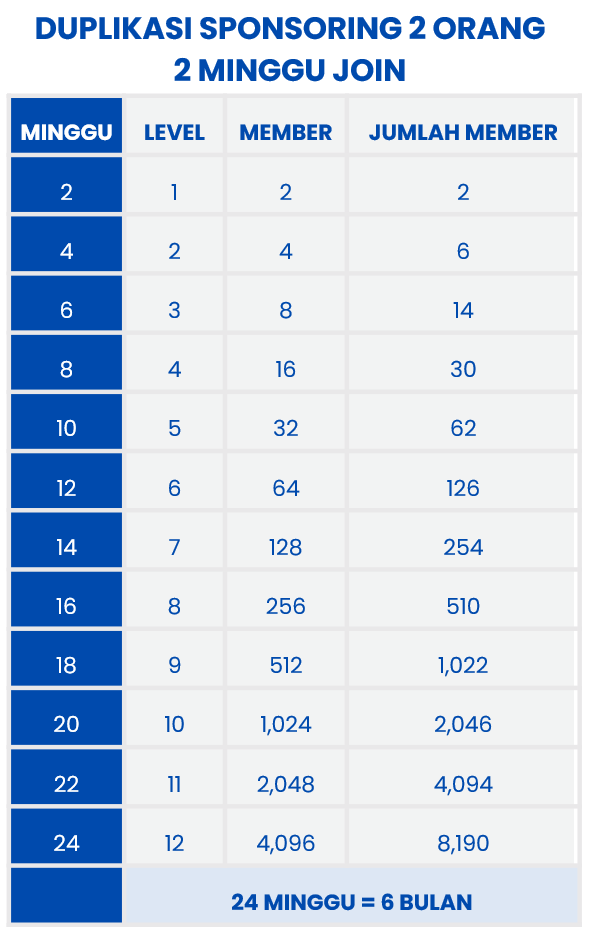 DUPLIKASI SPONSORING 2 ORANG
2 MINGGU JOIN
MINGGU LEVEL MEMBER JUMLAH MEMBER
2 1 2 2
4 2 4 6
6 3 8 14
8 4 16 30
10 5 32 62
12 6 64 126
14 7 128 254
16 8 256 510
18 9 512 1,022
20 10 1,024 2,046
22 11 2,048 4,094
24 12 4,096 8,190
24 MINGGU = 6 BULAN